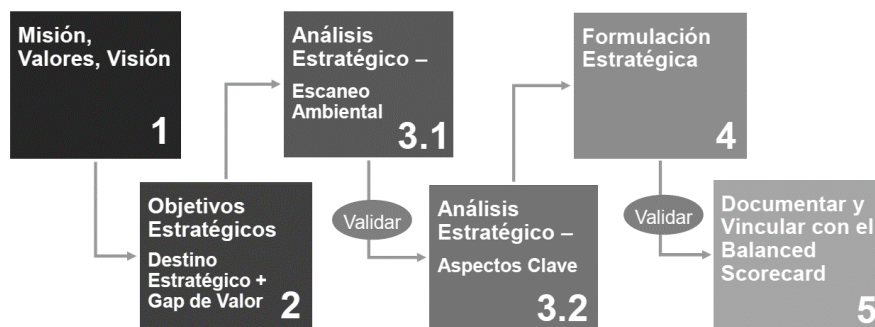 Misión,
Valores, Visión
1
Objetivos
Estratégicos
Destino
Estratégico +
Gap de Valor
2
Análisis
Estratégico –
Escaneo
Ambiental
3.1
Validar
Análisis
Estratégico –
Aspectos Clave
3.2
Formulación
Estratégica
4
Validar
Documentar y
Vincular con el
Balanced
Scorecard
5